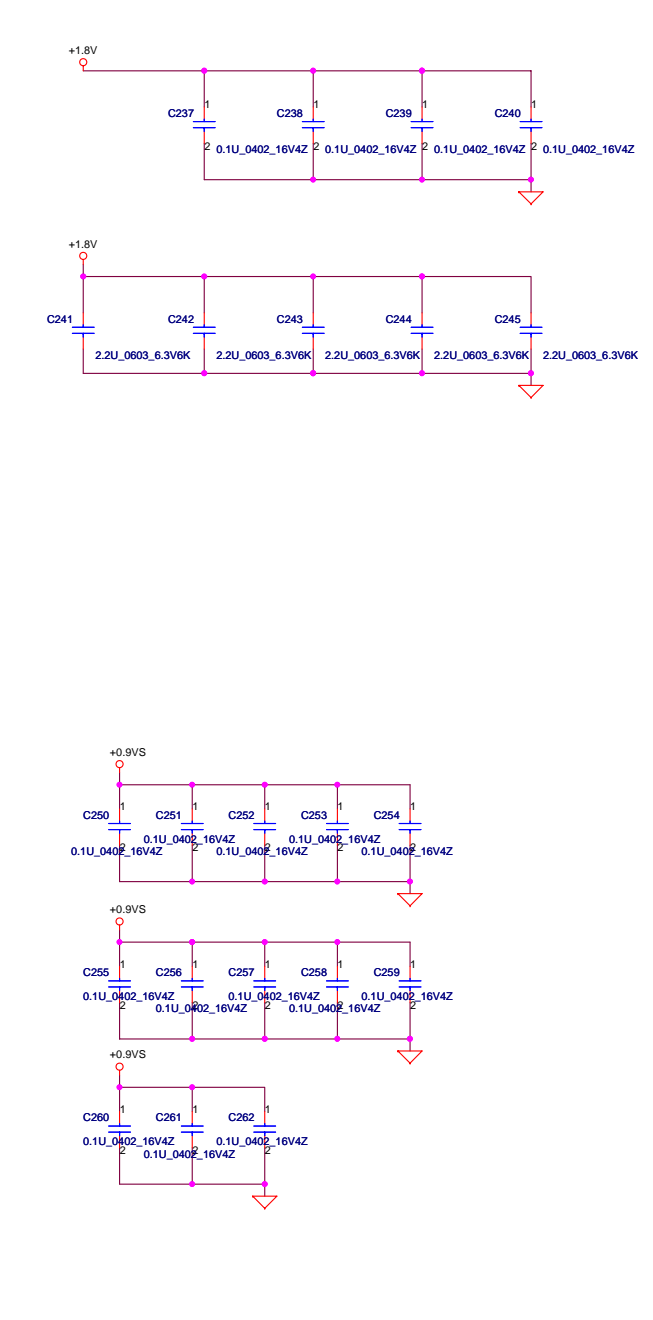 +1.8V
1 1 1 1
C237 C238 C239 C240
2 0.1U_0402_16V4Z 2 0.1U_0402_16V4Z 2 0.1U_0402_16V4Z 2 0.1U_0402_16V4Z
+1.8V
C241 C242 C243 C244 C245
2.2U_0603_6.3V6K 2.2U_0603_6.3V6K 2.2U_0603_6.3V6K 2.2U_0603_6.3V6K 2.2U_0603_6.3V6K
+0.9VS
1 1 1 1 1
C250 C251 C252 C253 C254
0.1U_0402_16V4Z 0.1U_0402_16V4Z
2 2 2 2 2
0.1U_0402_16V4Z 0.1U_0402_16V4Z 0.1U_0402_16V4Z
+0.9VS
1 1 1 1 1
C255 C256 C257 C258 C259
0.1U_0402_16V4Z 0.1U_0402_16V4Z 0.1U_0402_16V4Z
2 2 2 2 2
0.1U_0402_16V4Z 0.1U_0402_16V4Z
+0.9VS
1 1 1
C260 C261 C262
0.1U_0402_16V4Z 0.1U_0402_16V4Z
2 2 2
0.1U_0402_16V4Z